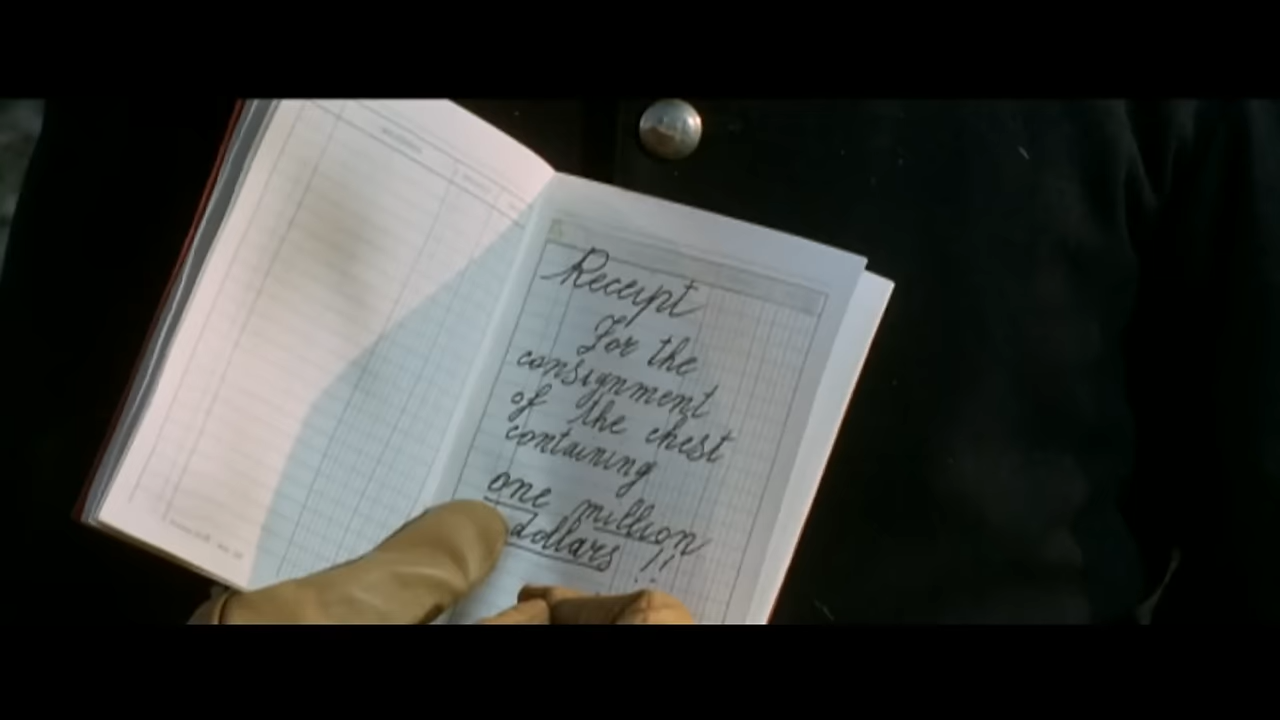 Receipt
For the
consignment
of the chest
containing
one million
dollars !!